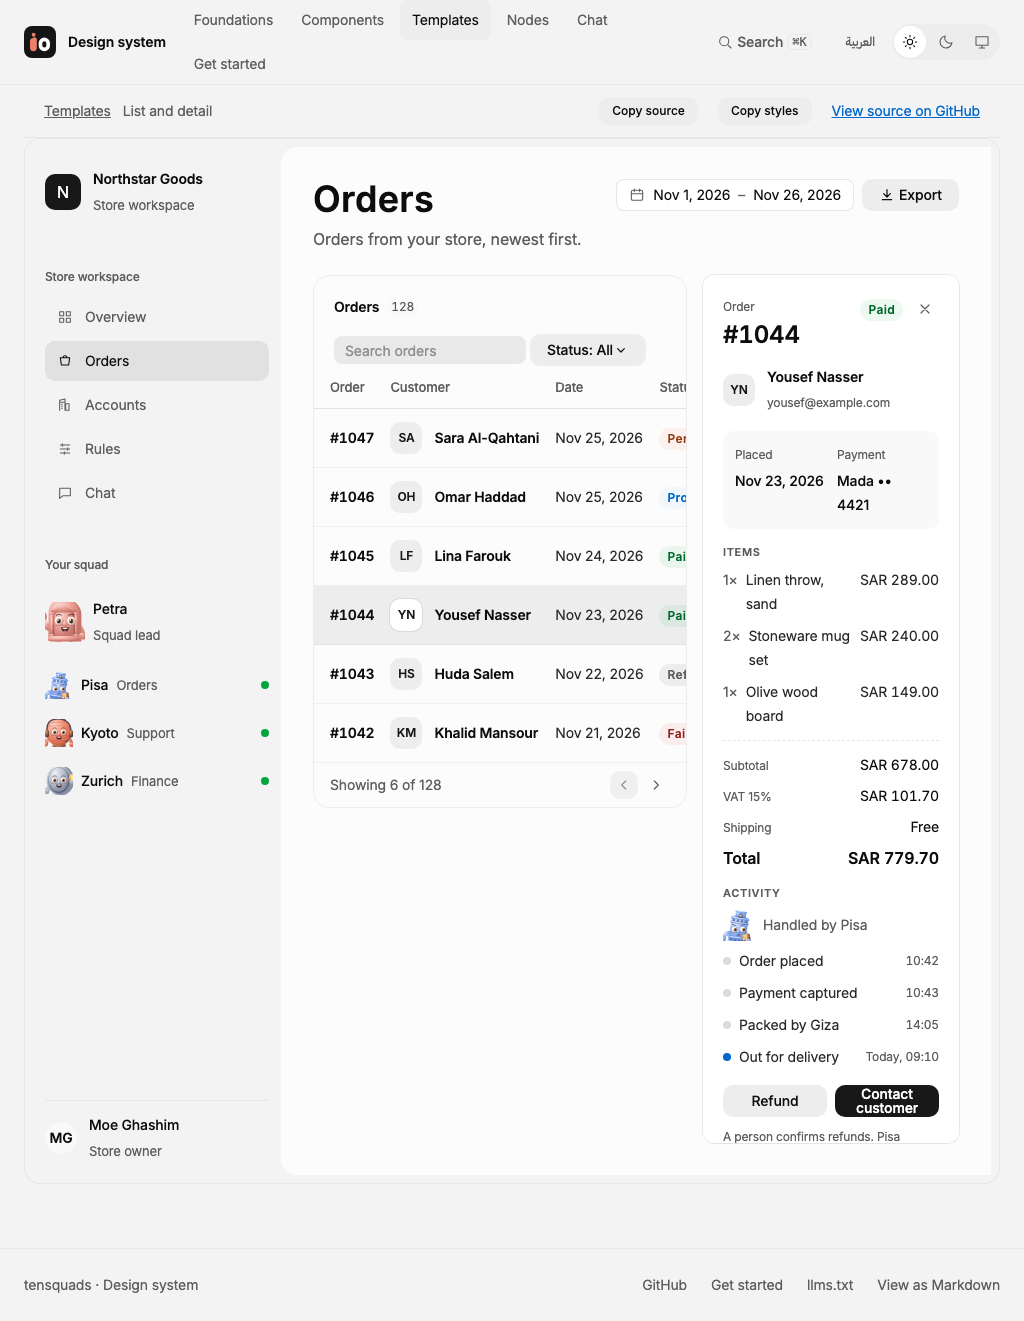 io Design system
Foundations Components Templates Nodes Chat
Get started
Search ⌘K العربية
Templates List and detail
Copy source Copy styles View source on GitHub
N Northstar Goods
Store workspace
Store workspace
Overview
Orders
Accounts
Rules
Chat
Your squad
Petra
Squad lead
Pisa Orders
Kyoto Support
Zurich Finance
MG Moe Ghashim
Store owner
Orders
Orders from your store, newest first.
Nov 1, 2026 – Nov 26, 2026 Export
Orders 128
Search orders Status: All
Order Customer Date Statu
#1047 SA Sara Al-Qahtani Nov 25, 2026 Pen
#1046 OH Omar Haddad Nov 25, 2026 Pro
#1045 LF Lina Farouk Nov 24, 2026 Paid
#1044 YN Yousef Nasser Nov 23, 2026 Paid
#1043 HS Huda Salem Nov 22, 2026 Ref
#1042 KM Khalid Mansour Nov 21, 2026 Fail
Showing 6 of 128
Order Paid
#1044
YN Yousef Nasser
yousef@example.com
Placed Payment
Nov 23, 2026 Mada ••
4421
ITEMS
1× Linen throw, SAR 289.00
sand
2× Stoneware mug SAR 240.00
set
1× Olive wood SAR 149.00
board
Subtotal SAR 678.00
VAT 15% SAR 101.70
Shipping Free
Total SAR 779.70
ACTIVITY
Handled by Pisa
Order placed 10:42
Payment captured 10:43
Packed by Giza 14:05
Out for delivery Today, 09:10
Refund Contact
customer
A person confirms refunds. Pisa
tensquads · Design system
GitHub Get started llms.txt View as Markdown